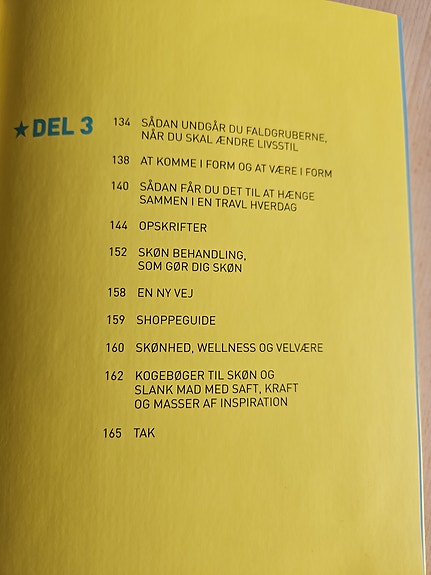 ★ DEL 3
134 SÅDAN UNDGÅR DU FALDGRUBERNE,
NÅR DU SKAL ÆNDRE LIVSSTIL
138 AT KOMME I FORM OG AT VÆRE I FORM
140 SÅDAN FÅR DU DET TIL AT HÆNGE
SAMMEN I EN TRAVL HVERDAG
144 OPSKRIFTER
152 SKØN BEHANDLING,
SOM GØR DIG SKØN
158 EN NY VEJ
159 SHOPPEGUIDE
160 SKØNHED, WELLNESS OG VELVÆRE
162 KOGEBØGER TIL SKØN OG
SLANK MAD MED SAFT, KRAFT
OG MASSER AF INSPIRATION
165 TAK